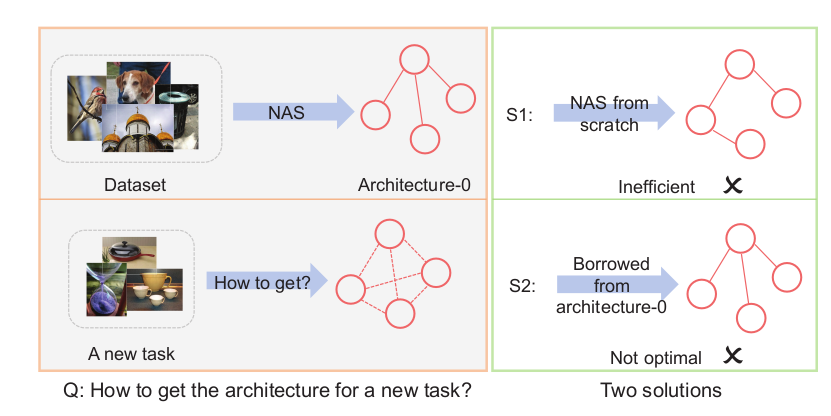 NAS
Dataset
Architecture-0
How to get?
A new task
Q: How to get the architecture for a new task?
S1:
NAS from
scratch
Inefficient ✗
S2:
Borrowed
from
architecture-0
Not optimal ✗
Two solutions